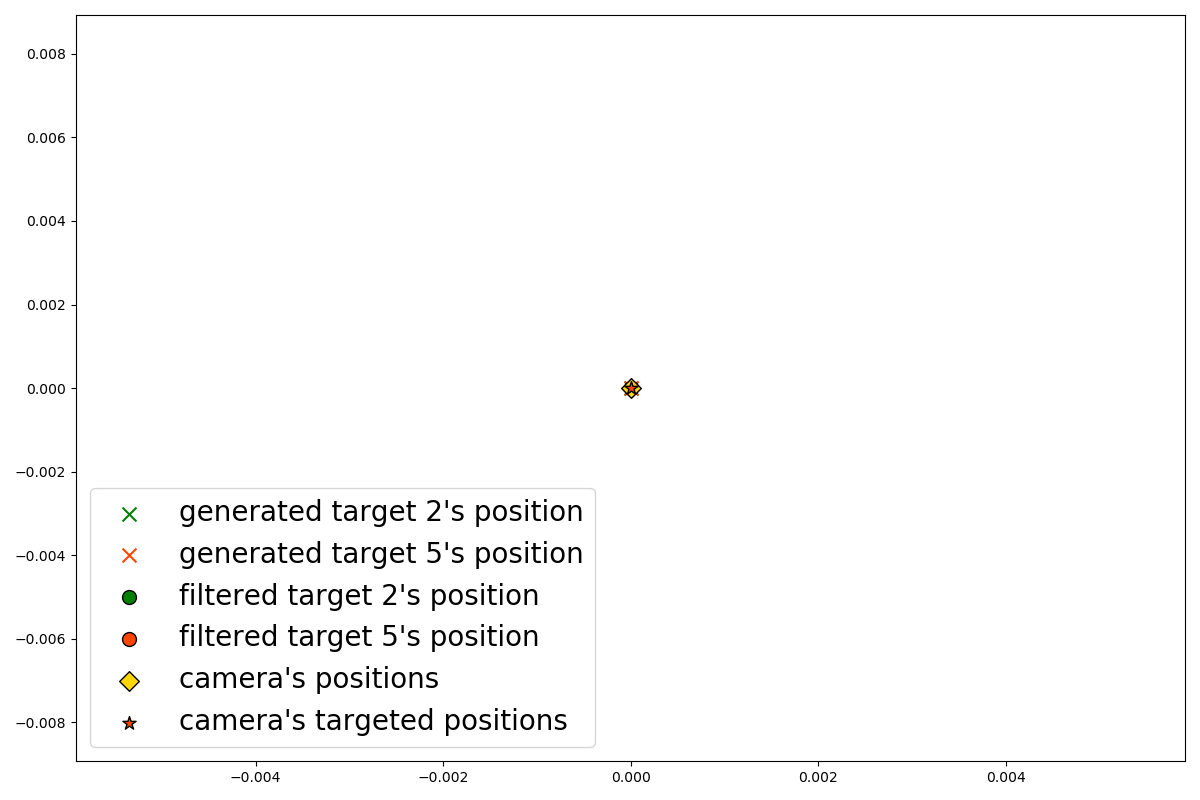 0.008
0.006
0.004
0.002
0.000
−0.002
−0.004
−0.006
−0.008
generated target 2's position
generated target 5's position
filtered target 2's position
filtered target 5's position
camera's positions
camera's targeted positions
−0.004 −0.002 0.000 0.002 0.004